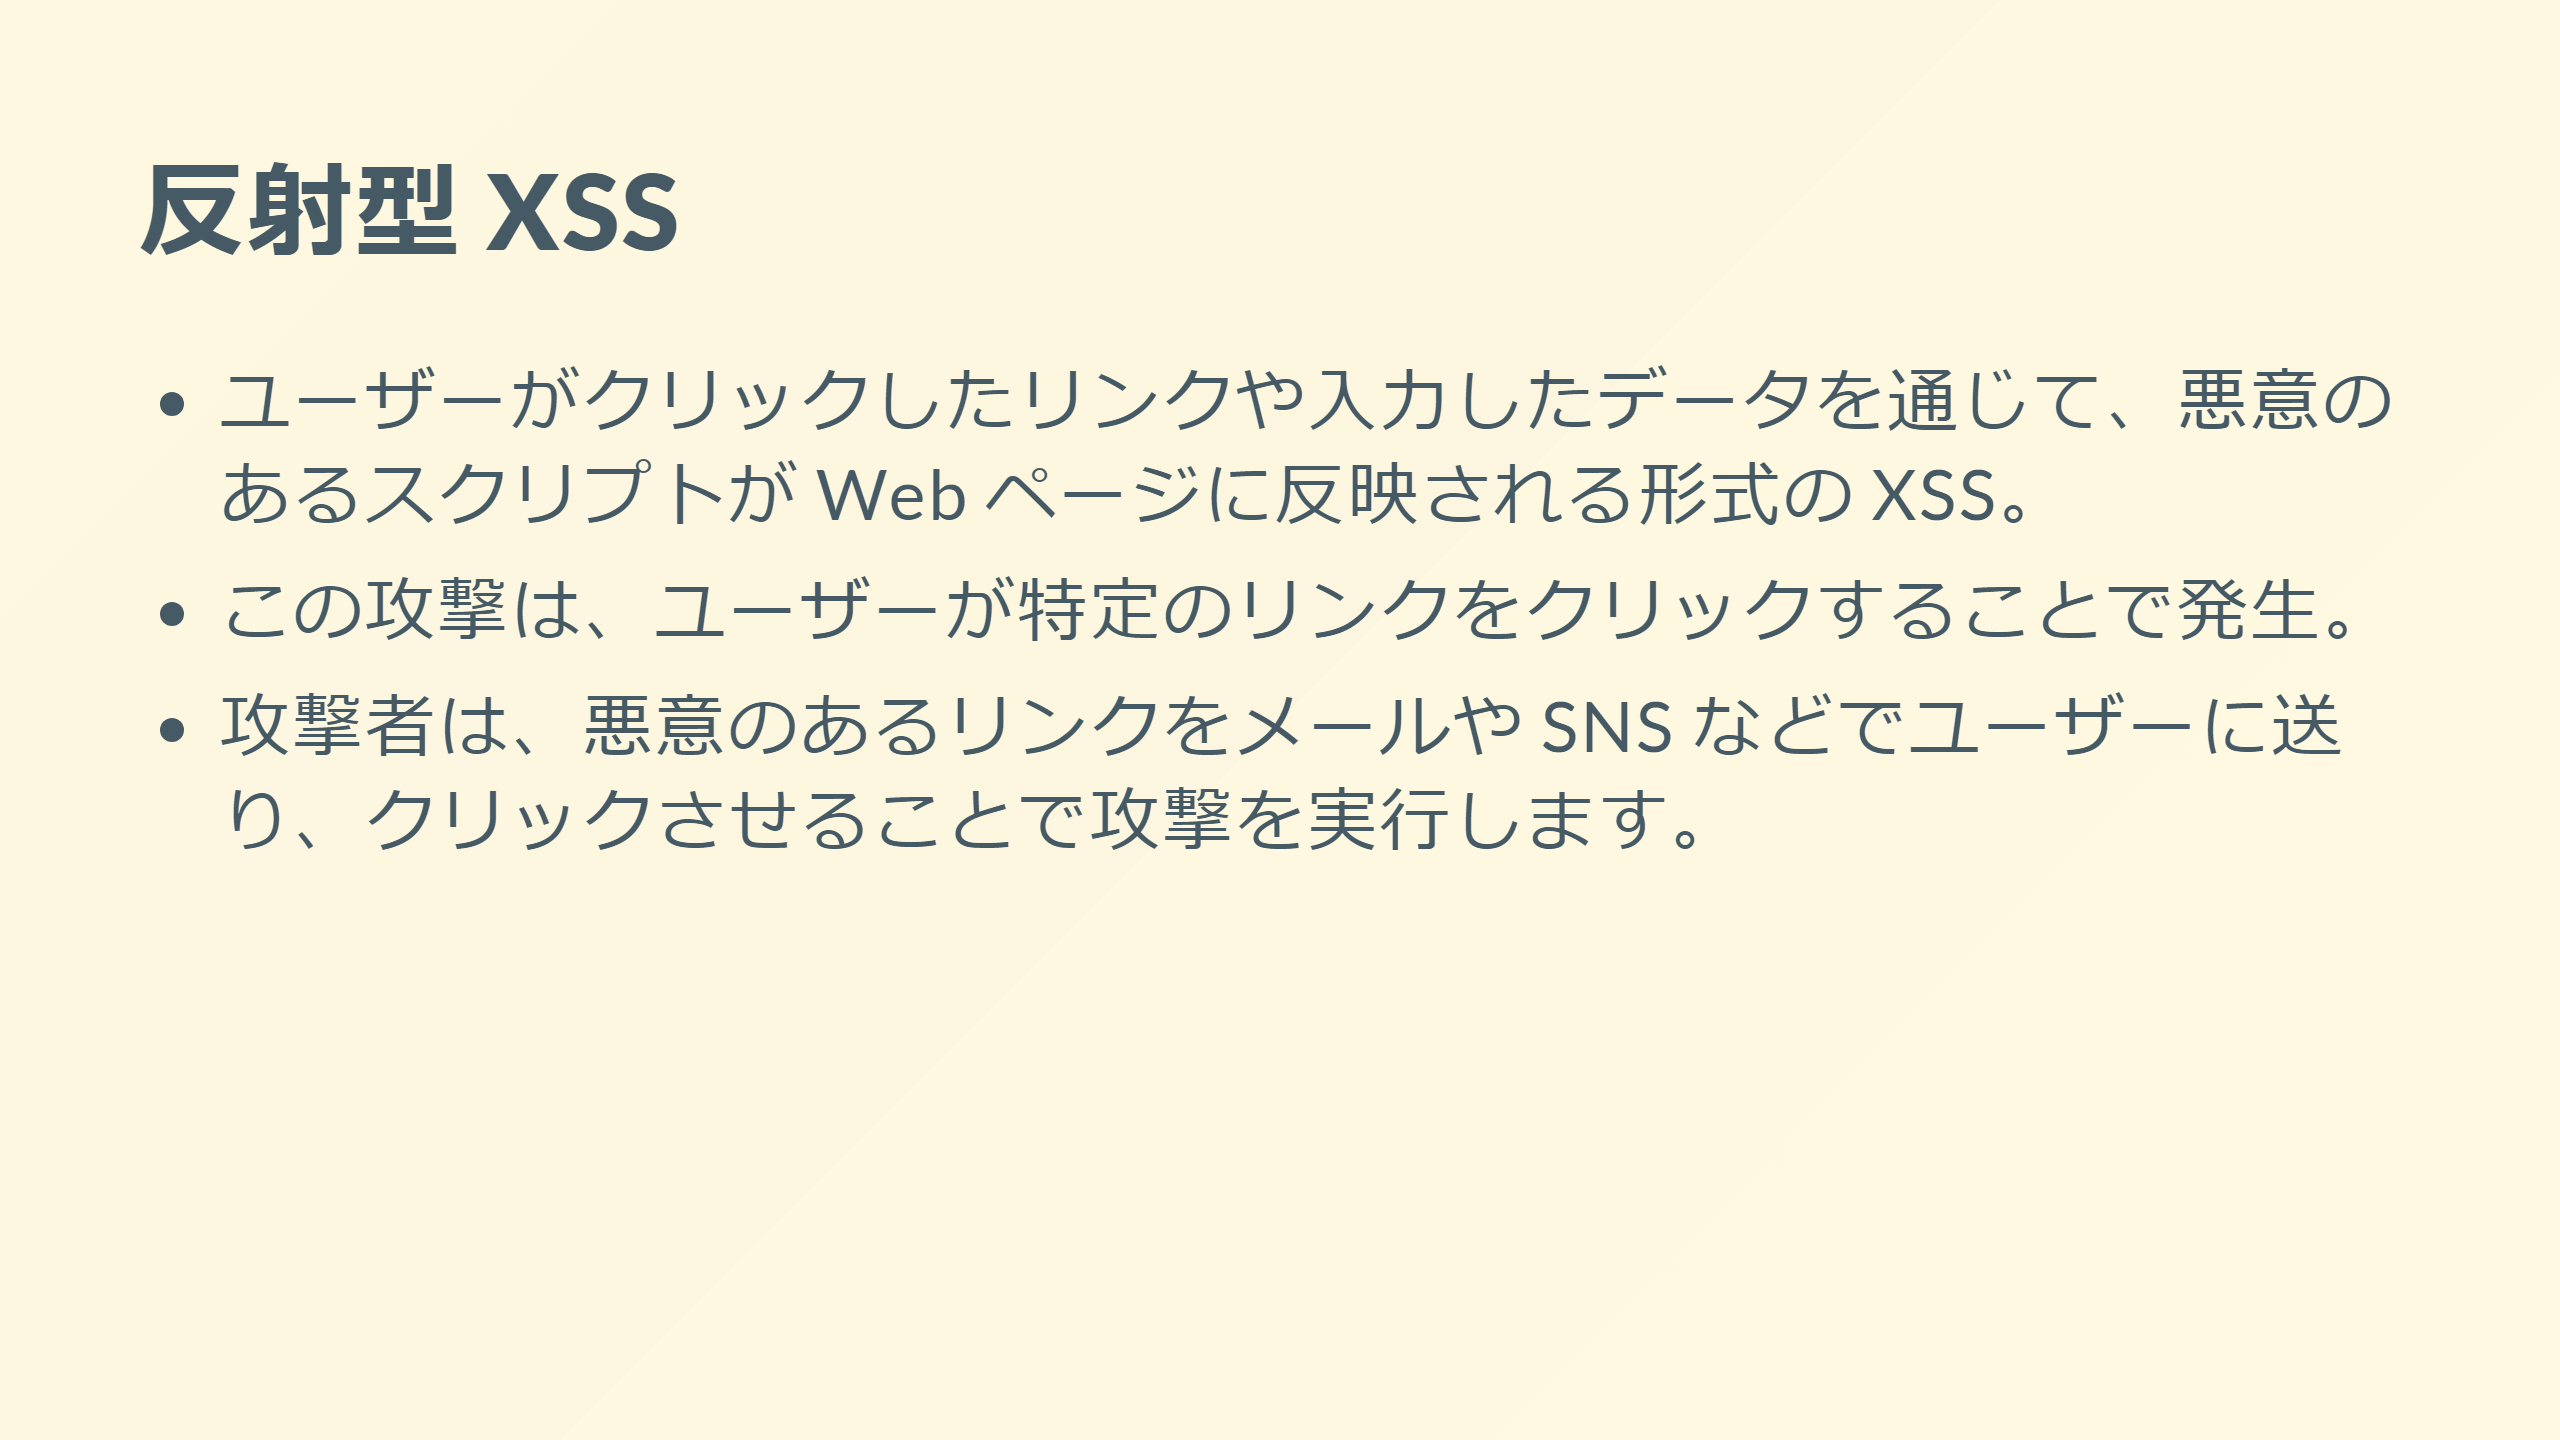 反射型 XSS
• ユーザーがクリックしたリンクや入力したデータを通じて、悪意の
あるスクリプトが Web ページに反映される形式の XSS。
• この攻撃は、ユーザーが特定のリンクをクリックすることで発生。
• 攻撃者は、悪意のあるリンクをメールや SNS などでユーザーに送
り、クリックさせることで攻撃を実行します。